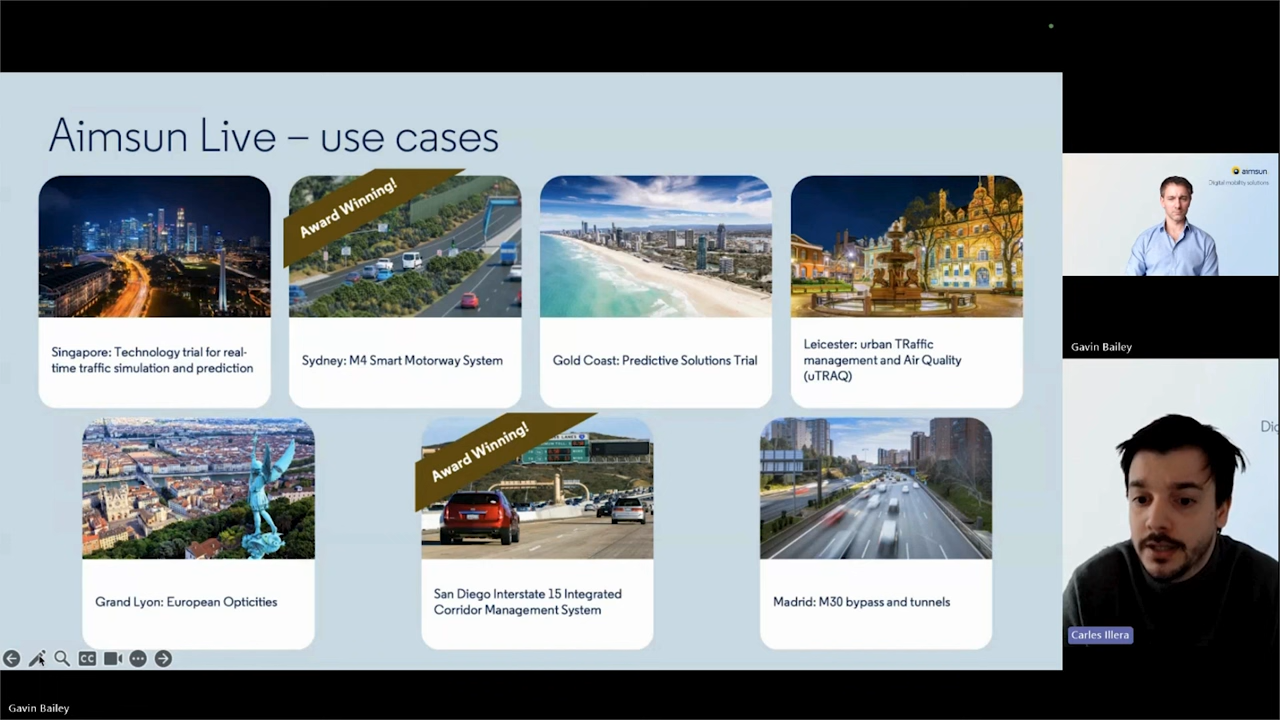 Aimsun Live – use cases
Award Winning!
Singapore: Technology trial for real-
time traffic simulation and prediction
Sydney: M4 Smart Motorway System
Gold Coast: Predictive Solutions Trial
Leicester: urban TRaffic
management and Air Quality
(uTRAQ)
Award Winning!
Grand Lyon: European Opticities
San Diego Interstate 15 Integrated
Corridor Management System
Madrid: M30 bypass and tunnels
CC
Gavin Bailey
aimsun.
Digital mobility solutions
Gavin Bailey
Carles Illera